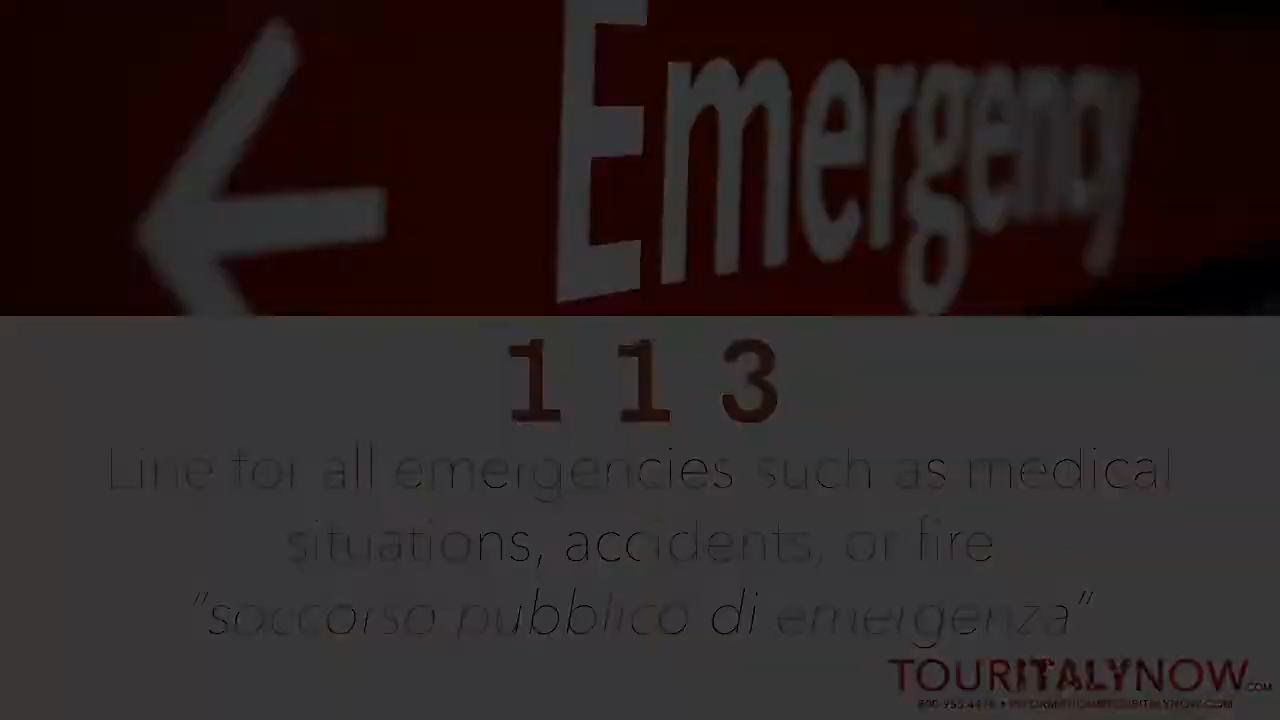 Emergency
1 1 3
Line for all emergencies such as medical
situations, accidents, or fire
"soccorso pubblico di emergenza"
TOURITALYNOW.COM